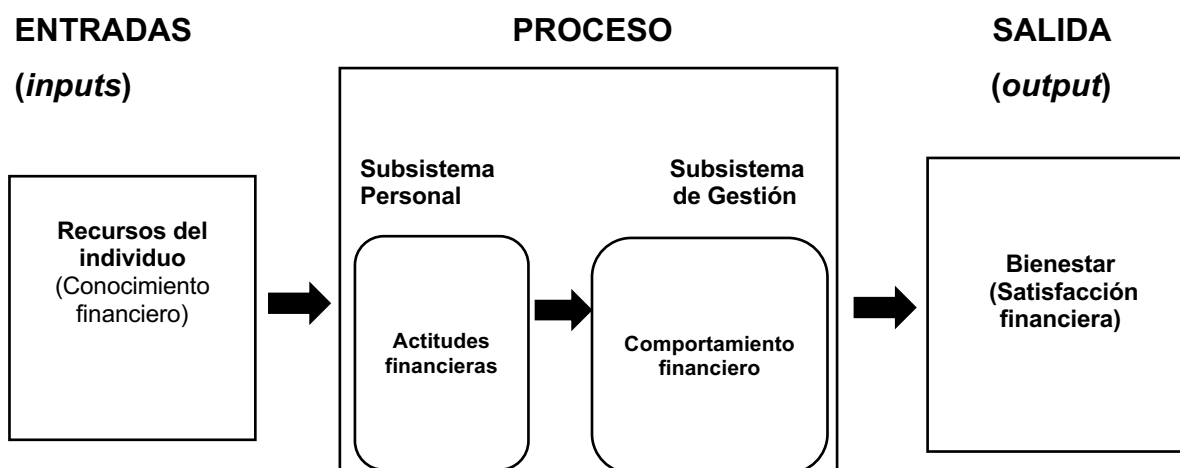 ENTRADAS
(inputs)
PROCESO
SALIDA
(output)
Recursos del
individuo
(Conocimiento
financiero)
Subsistema
Personal
Actitudes
financieras
Subsistema
de Gestión
Comportamiento
financiero
Bienestar
(Satisfacción
financiera)